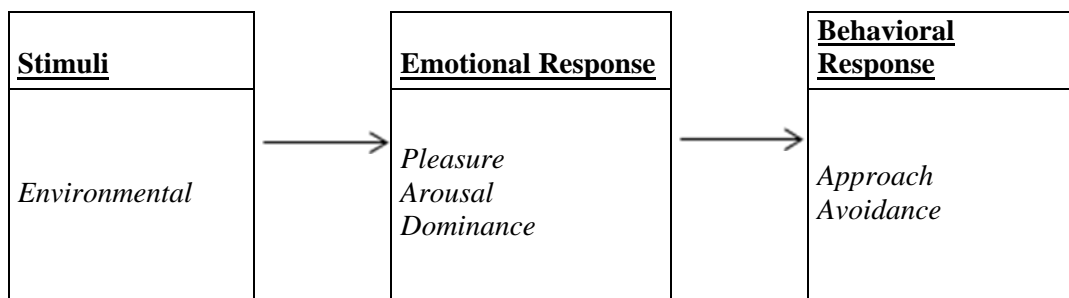 Stimuli
Environmental
Emotional Response
Pleasure
Arousal
Dominance
Behavioral
Response
Approach
Avoidance